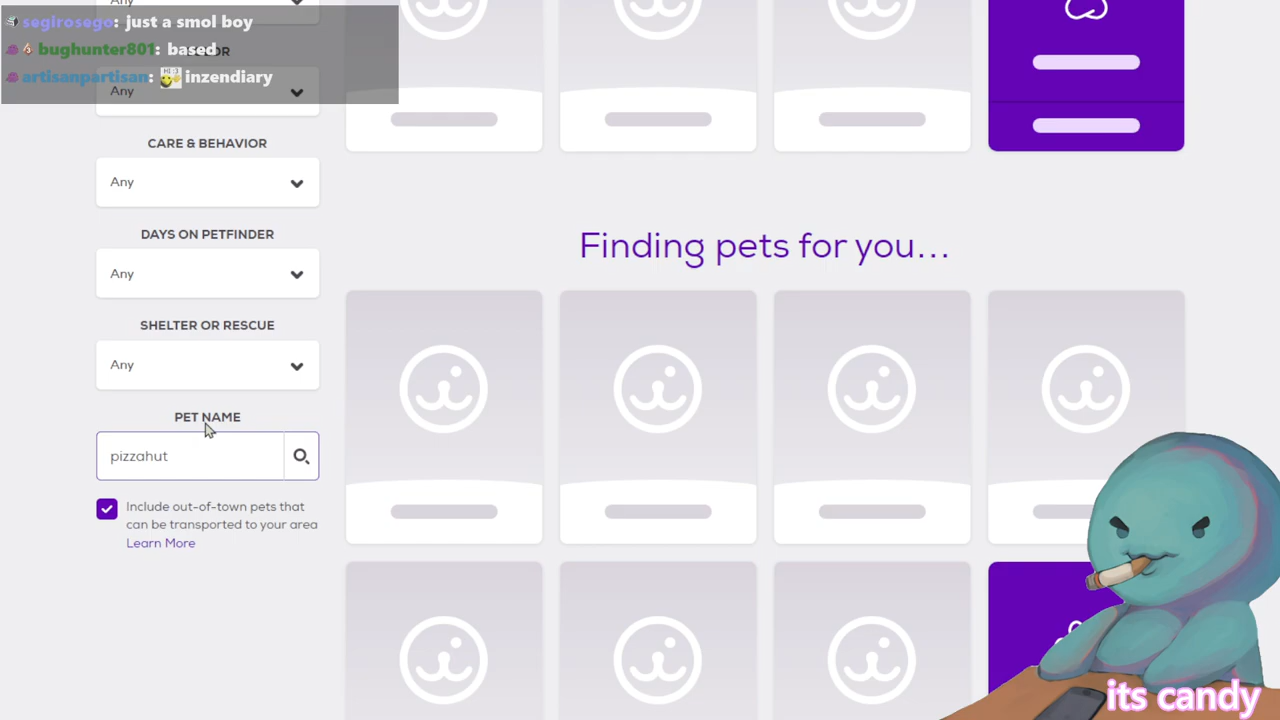 Any
segirosego: just a smol boy
bughunter801: based
artisanpartisan: inzendiary
Any
CARE & BEHAVIOR
Any
DAYS ON PETFINDER
Any
SHELTER OR RESCUE
Any
PET NAME
pizzahut
Include out-of-town pets that
can be transported to your area
Learn More
Finding pets for you...
its candy